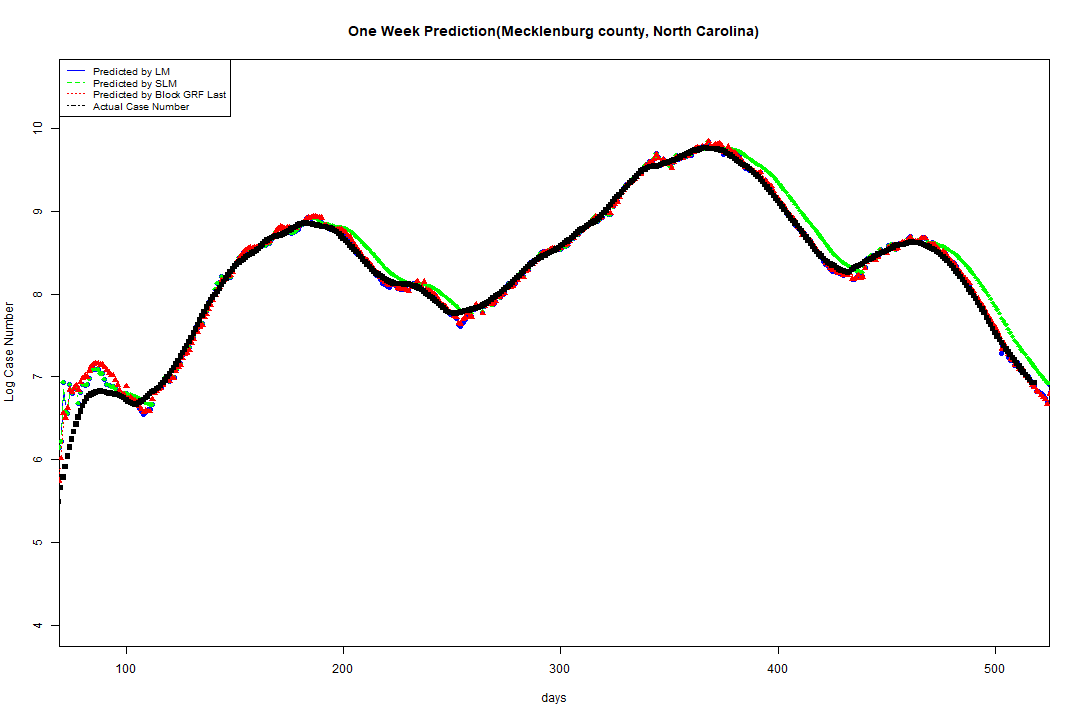 One Week Prediction(Mecklenburg county, North Carolina)
Predicted by LM
Predicted by SLM
Predicted by Block GRF Last
Actual Case Number
Log Case Number
10
9
8
7
6
5
4
100 200 300 400 500
days